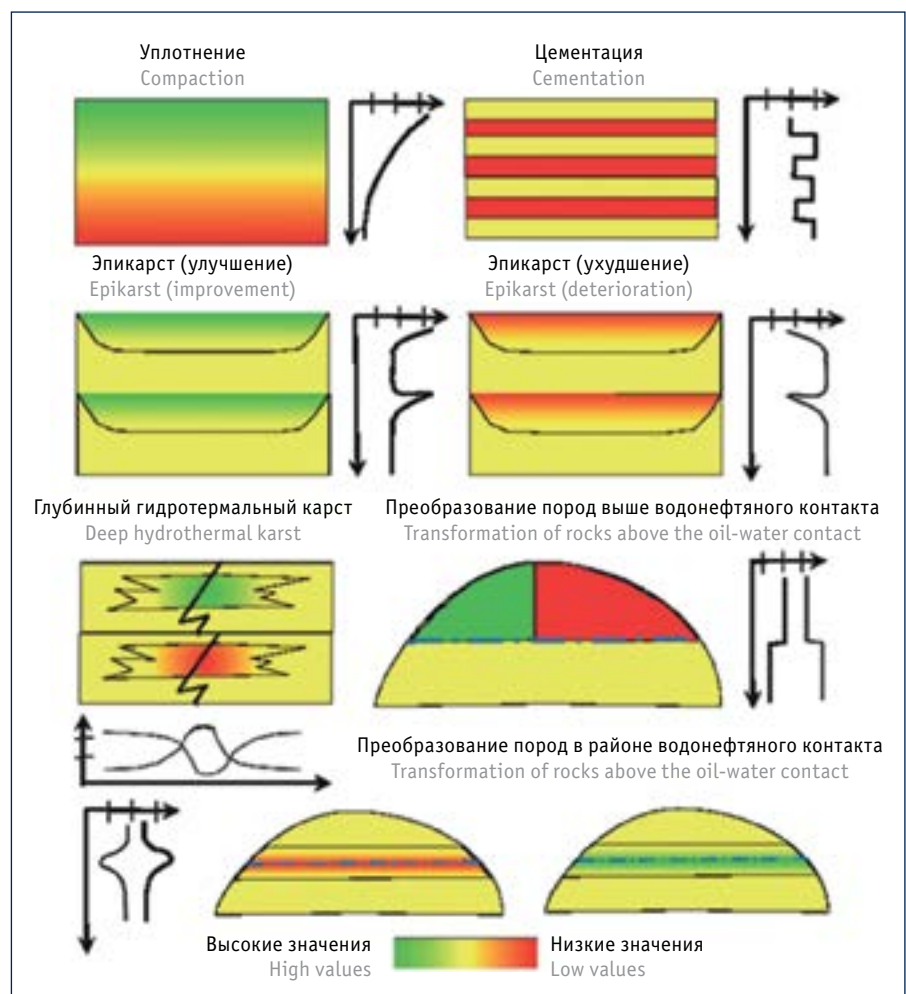 Уплотнение
Compaction
Цементация
Cementation
Эпикарст (улучшение)
Epikarst (improvement)
Эпикарст (ухудшение)
Epikarst (deterioration)
Глубинный гидротермальный карст
Deep hydrothermal karst
Преобразование пород выше водонефтяного контакта
Transformation of rocks above the oil-water contact
Преобразование пород в районе водонефтяного контакта
Transformation of rocks above the oil-water contact
Высокие значения
High values
Низкие значения
Low values